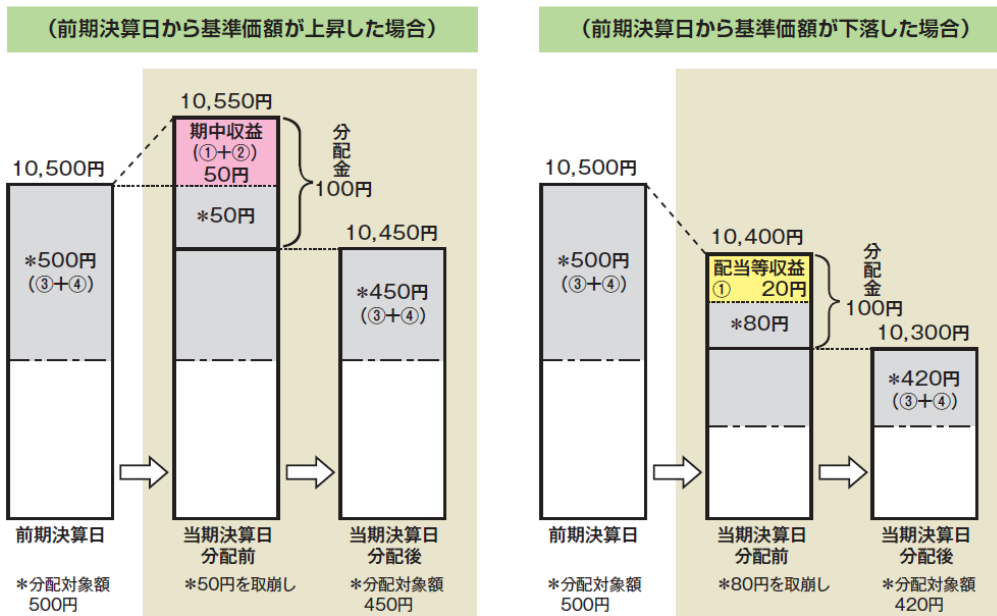 (前期決算日から基準価額が上昇した場合)
10,500円
*500円
(③+④)
前期決算日
*分配対象額
500円
10,550円
期中収益
(①+②)
50円
*50円
分配金
100円
当期決算日
分配前
*50円を取崩し
10,450円
*450円
(③+④)
当期決算日
分配後
*分配対象額
450円
(前期決算日から基準価額が下落した場合)
10,500円
*500円
(③+④)
前期決算日
*分配対象額
500円
10,400円
配当等収益
① 20円
*80円
分配金
100円
当期決算日
分配前
*80円を取崩し
10,300円
*420円
(③+④)
当期決算日
分配後
*分配対象額
420円